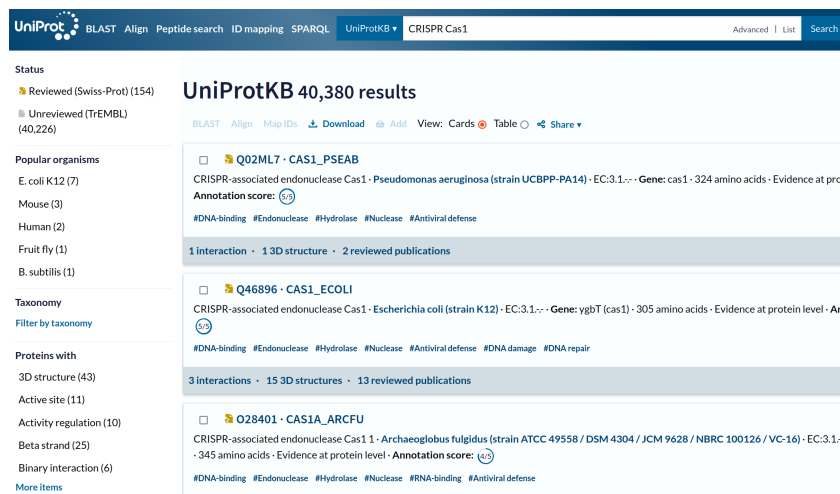 UniProt BLAST Align Peptide search ID mapping SPARQL UniProtKB CRISPR Cas1 Advanced | List Search
Status
Reviewed (Swiss-Prot) (154)
Unreviewed (TrEMBL)
(40,226)
Popular organisms
E. coli K12 (7)
Mouse (3)
Human (2)
Fruit fly (1)
B. subtilis (1)
Taxonomy
Filter by taxonomy
Proteins with
3D structure (43)
Active site (11)
Activity regulation (10)
Beta strand (25)
Binary interaction (6)
More items
UniProtKB 40,380 results
BLAST Align Map IDs Download Add View: Cards Table Share
Q02ML7 · CAS1_PSEAB
CRISPR-associated endonuclease Cas1 · Pseudomonas aeruginosa (strain UCBPP-PA14) · EC:3.1.-.- · Gene: cas1 · 324 amino acids · Evidence at pro
Annotation score: 5/5
#DNA-binding #Endonuclease #Hydrolase #Nuclease #Antiviral defense
1 interaction · 1 3D structure · 2 reviewed publications
Q46896 · CAS1_ECOLI
CRISPR-associated endonuclease Cas1 · Escherichia coli (strain K12) · EC:3.1.-.- · Gene: ygbT (cas1) · 305 amino acids · Evidence at protein level · An
5/5
#DNA-binding #Endonuclease #Hydrolase #Nuclease #Antiviral defense #DNA damage #DNA repair
3 interactions · 15 3D structures · 13 reviewed publications
O28401 · CAS1A_ARCFU
CRISPR-associated endonuclease Cas1 1 · Archaeoglobus fulgidus (strain ATCC 49558 / DSM 4304 / JCM 9628 / NBRC 100126 / VC-16) · EC:3.1.-
· 345 amino acids · Evidence at protein level · Annotation score: 4/5
#DNA-binding #Endonuclease #Hydrolase #Nuclease #RNA-binding #Antiviral defense